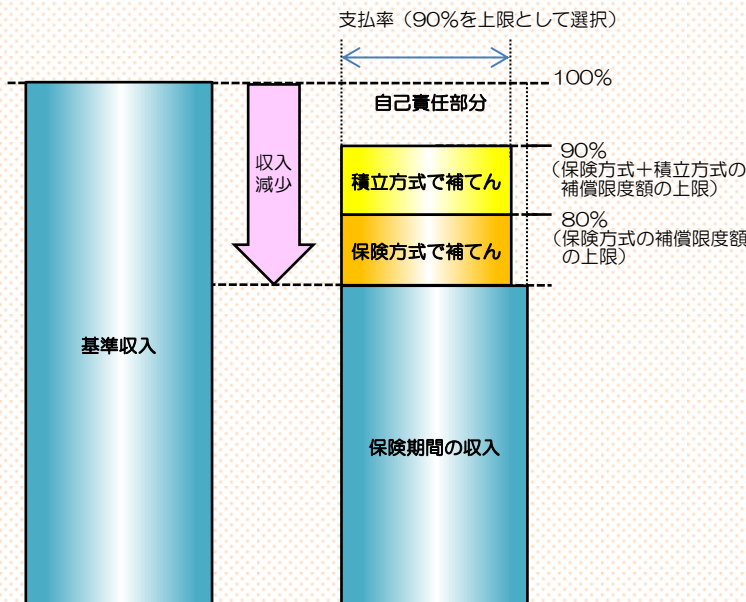 支払率（90%を上限として選択）
100%
自己責任部分
収入
減少
90%
（保険方式＋積立方式の
補償限度額の上限）
積立方式で補てん
80%
（保険方式の補償限度額
の上限）
保険方式で補てん
基準収入
保険期間の収入